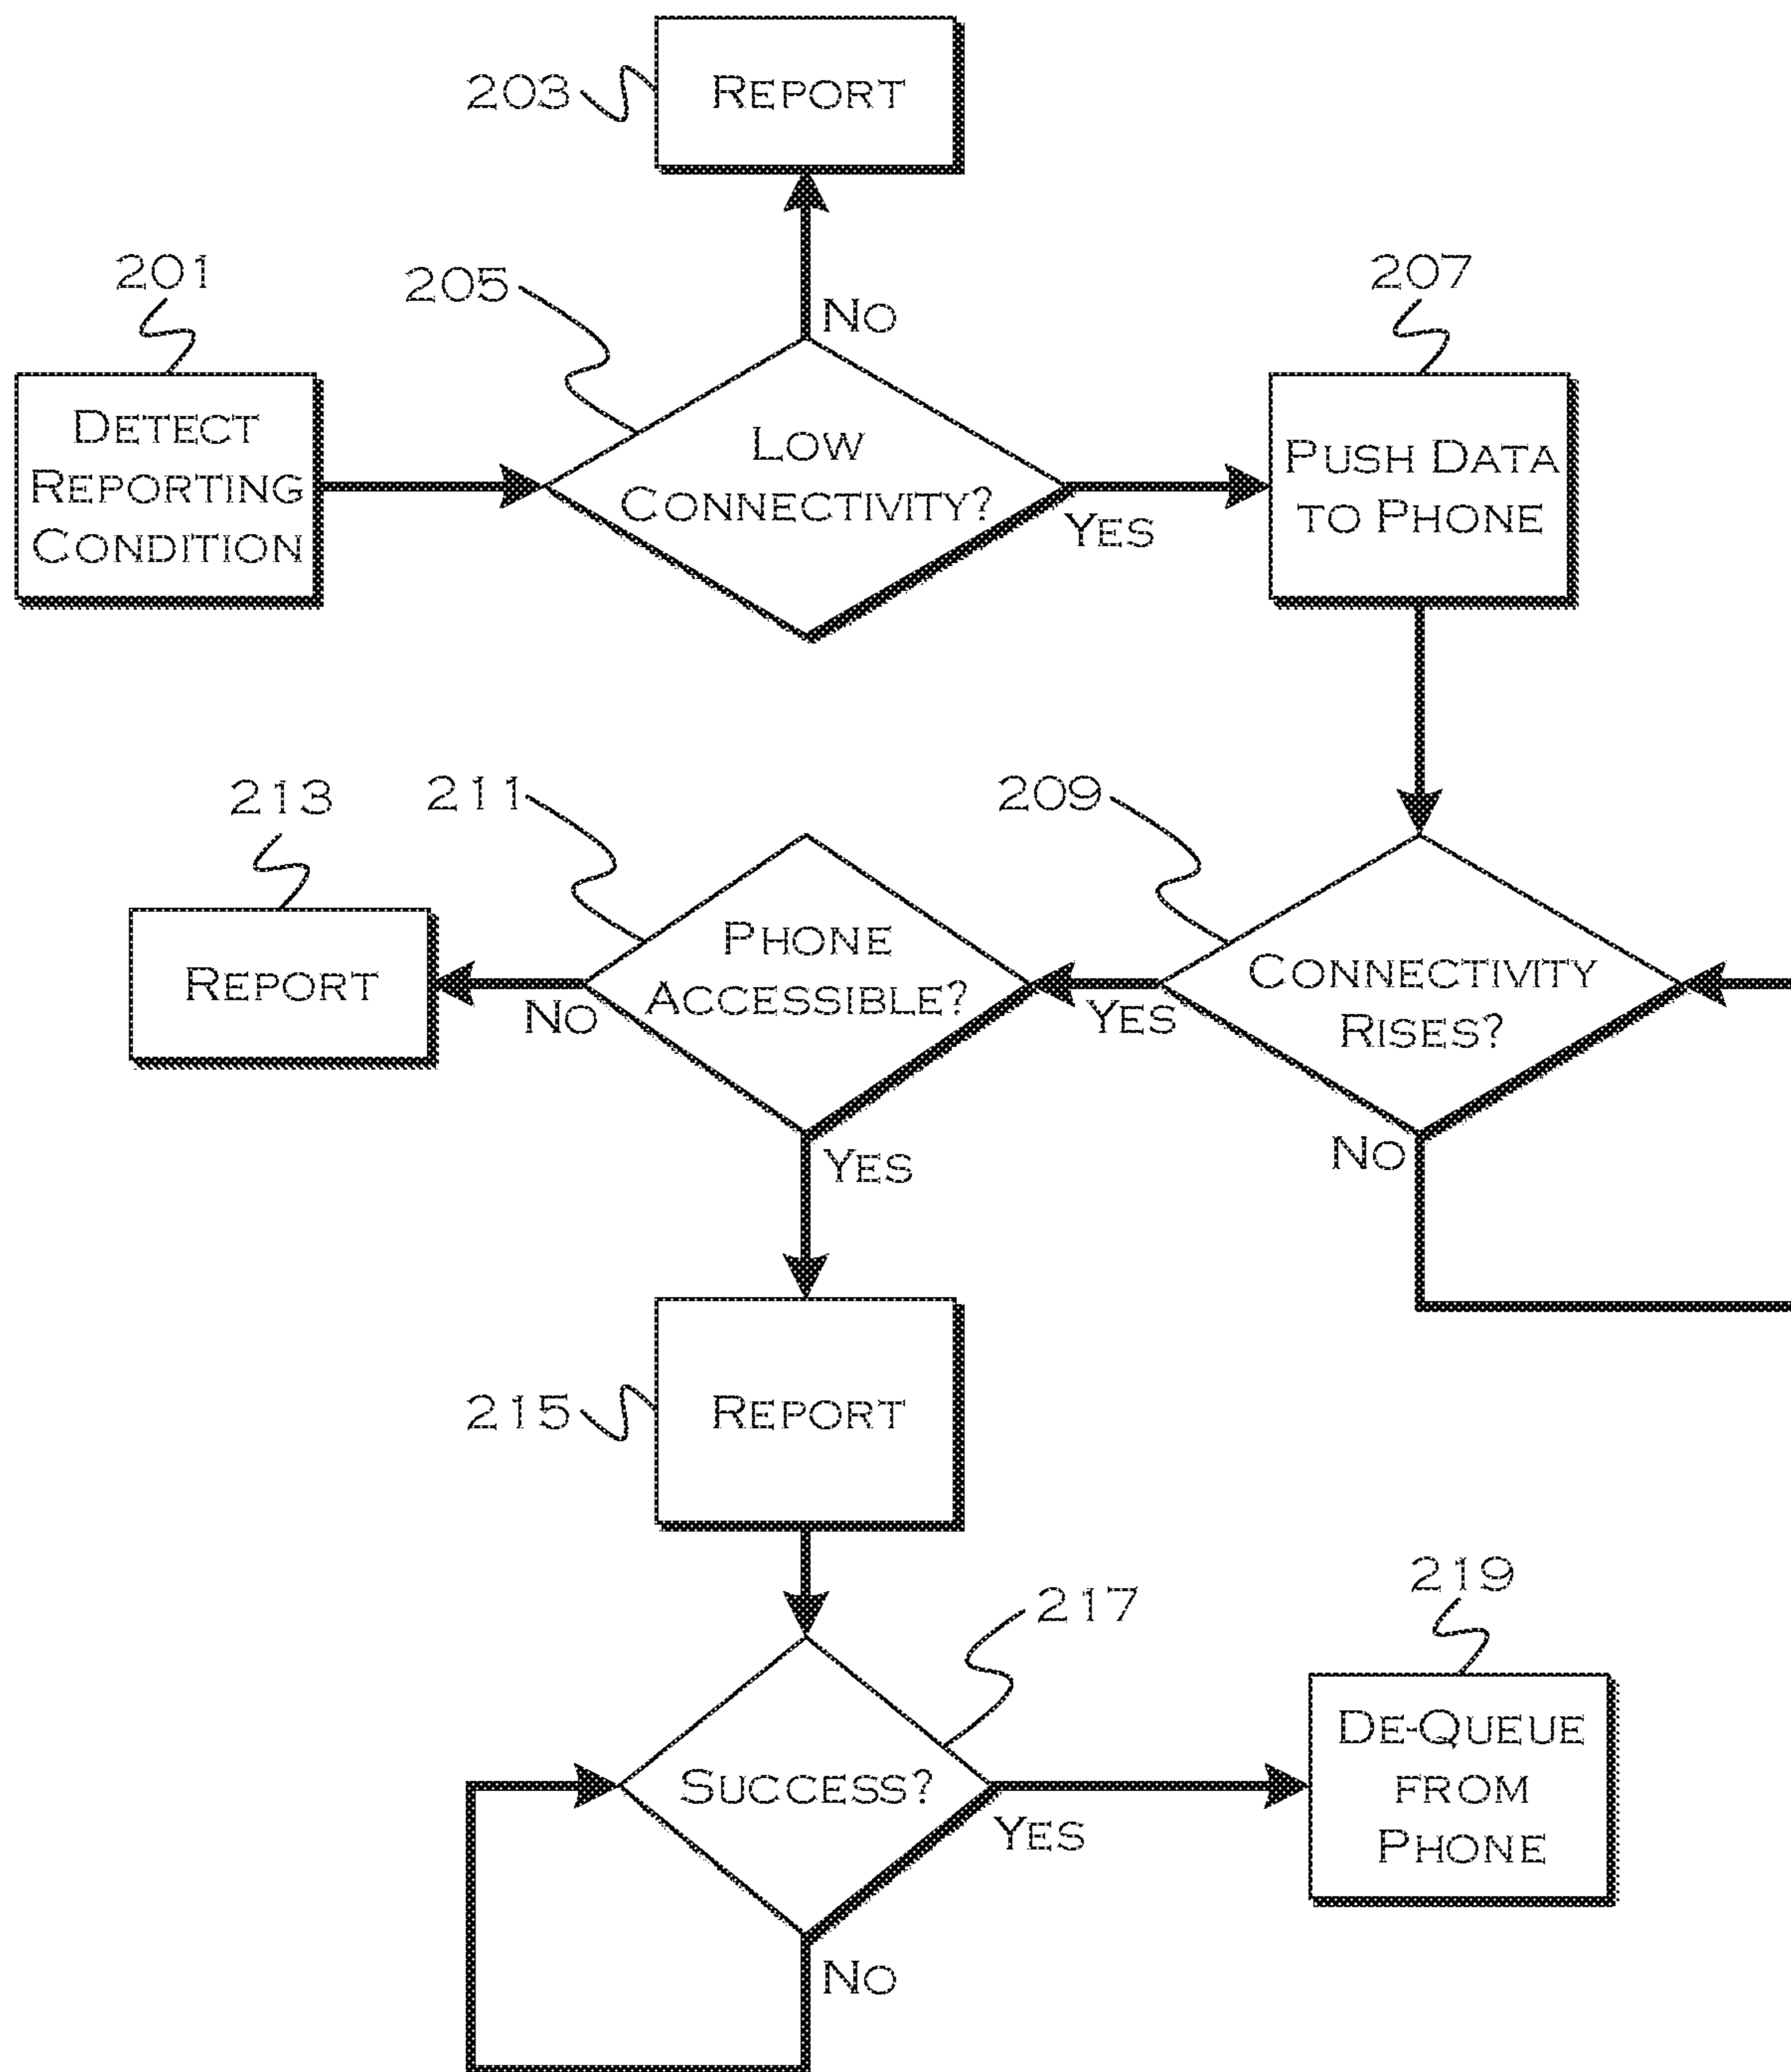 203
REPORT
201
205
NO
207
DETECT
REPORTING
CONDITION
LOW
CONNECTIVITY?
YES
PUSH DATA
TO PHONE
213
211
209
REPORT
NO
PHONE
ACCESSIBLE?
YES
CONNECTIVITY
RISES?
YES
NO
215
REPORT
217
219
SUCCESS?
YES
NO
DE-QUEUE
FROM
PHONE